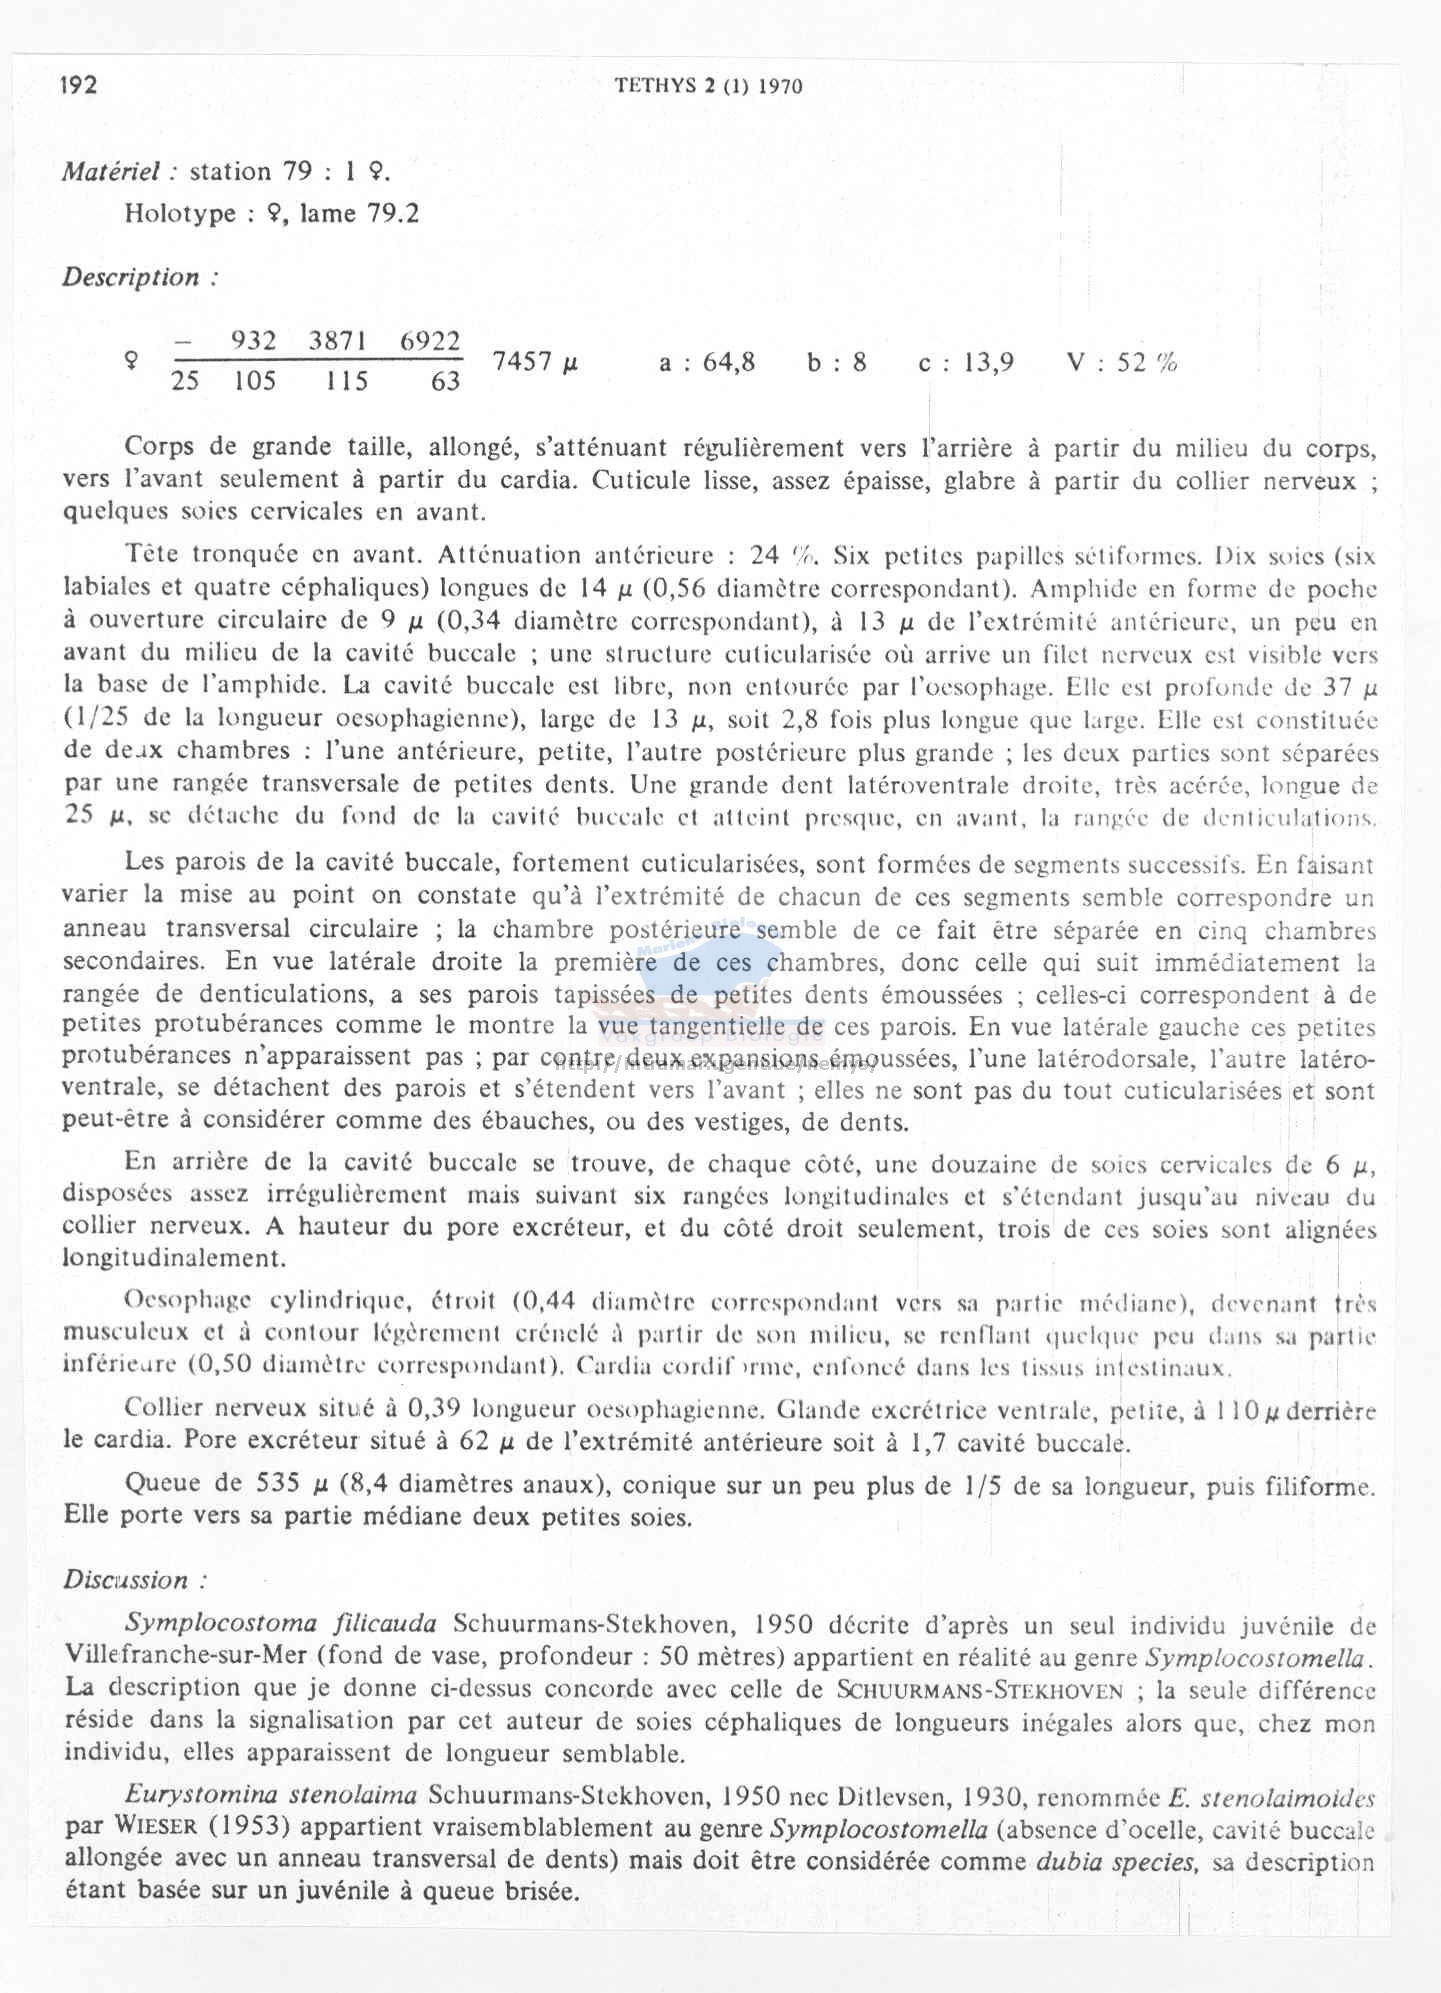 192
TETHYS 2 (1) 1970
Matériel : station 79 : 1 ♀.
Holotype : ♀, lame 79.2
Description :
♀ – 932 3871 6922 7457 μ a : 64,8 b : 8 c : 13,9 V : 52 %
25 105 115 63
Corps de grande taille, allongé, s'atténuant régulièrement vers l'arrière à partir du milieu du corps,
vers l'avant seulement à partir du cardia. Cuticule lisse, assez épaisse, glabre à partir du collier nerveux ;
quelques soies cervicales en avant.
Tête tronquée en avant. Atténuation antérieure : 24 %. Six petites papilles sétiformes. Dix soies (six
labiales et quatre céphaliques) longues de 14 μ (0,56 diamètre correspondant). Amphide en forme de poche
à ouverture circulaire de 9 μ (0,34 diamètre correspondant), à 13 μ de l'extrémité antérieure, un peu en
avant du milieu de la cavité buccale ; une structure cuticularisée où arrive un filet nerveux est visible vers
la base de l'amphide. La cavité buccale est libre, non entourée par l'oesophage. Elle est profonde de 37 μ
(1/25 de la longueur oesophagienne), large de 13 μ, soit 2,8 fois plus longue que large. Elle est constituée
de deux chambres : l'une antérieure, petite, l'autre postérieure plus grande ; les deux parties sont séparées
par une rangée transversale de petites dents. Une grande dent latéroventrale droite, très acérée, longue de
25 μ, se détache du fond de la cavité buccale et atteint presque, en avant, la rangée de denticulations.
Les parois de la cavité buccale, fortement cuticularisées, sont formées de segments successifs. En faisant
varier la mise au point on constate qu'à l'extrémité de chacun de ces segments semble correspondre un
anneau transversal circulaire ; la chambre postérieure semble de ce fait être séparée en cinq chambres
secondaires. En vue latérale droite la première de ces chambres, donc celle qui suit immédiatement la
rangée de denticulations, a ses parois tapissées de petites dents émoussées ; celles-ci correspondent à de
petites protubérances comme le montre la vue tangentielle de ces parois. En vue latérale gauche ces petites
protubérances n'apparaissent pas ; par contre deux expansions émoussées, l'une latérodorsale, l'autre latéro-
ventrale, se détachent des parois et s'étendent vers l'avant ; elles ne sont pas du tout cuticularisées et sont
peut-être à considérer comme des ébauches, ou des vestiges, de dents.
En arrière de la cavité buccale se trouve, de chaque côté, une douzaine de soies cervicales de 6 μ,
disposées assez irrégulièrement mais suivant six rangées longitudinales et s'étendant jusqu'au niveau du
collier nerveux. A hauteur du pore excréteur, et du côté droit seulement, trois de ces soies sont alignées
longitudinalement.
Oesophage cylindrique, étroit (0,44 diamètre correspondant vers sa partie médiane), devenant très
musculeux et à contour légèrement crénelé à partir de son milieu, se renflant quelque peu dans sa partie
inférieure (0,50 diamètre correspondant). Cardia cordiforme, enfoncé dans les tissus intestinaux.
Collier nerveux situé à 0,39 longueur oesophagienne. Glande excrétrice ventrale, petite, à 110 μ derrière
le cardia. Pore excréteur situé à 62 μ de l'extrémité antérieure soit à 1,7 cavité buccale.
Queue de 535 μ (8,4 diamètres anaux), conique sur un peu plus de 1/5 de sa longueur, puis filiforme.
Elle porte vers sa partie médiane deux petites soies.
Discussion :
Symplocostoma filicauda Schuurmans-Stekhoven, 1950 décrite d'après un seul individu juvénile de
Villefranche-sur-Mer (fond de vase, profondeur : 50 mètres) appartient en réalité au genre Symplocostomella.
La description que je donne ci-dessus concorde avec celle de SCHUURMANS-STEKHOVEN ; la seule différence
réside dans la signalisation par cet auteur de soies céphaliques de longueurs inégales alors que, chez mon
individu, elles apparaissent de longueur semblable.
Eurystomina stenolaima Schuurmans-Stekhoven, 1950 nec Ditlevsen, 1930, renommée E. stenolaimoides
par WIESER (1953) appartient vraisemblablement au genre Symplocostomella (absence d'ocelle, cavité buccale
allongée avec un anneau transversal de dents) mais doit être considérée comme dubia species, sa description
étant basée sur un juvénile à queue brisée.